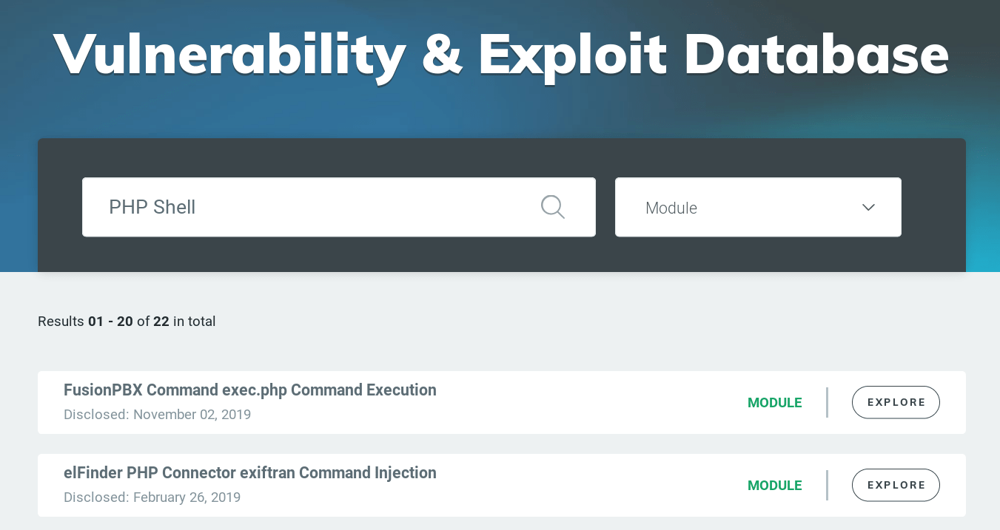 Vulnerability & Exploit Database
PHP Shell
Module
Results 01 - 20 of 22 in total
FusionPBX Command exec.php Command Execution
Disclosed: November 02, 2019
MODULE
EXPLORE
elFinder PHP Connector exiftran Command Injection
Disclosed: February 26, 2019
MODULE
EXPLORE